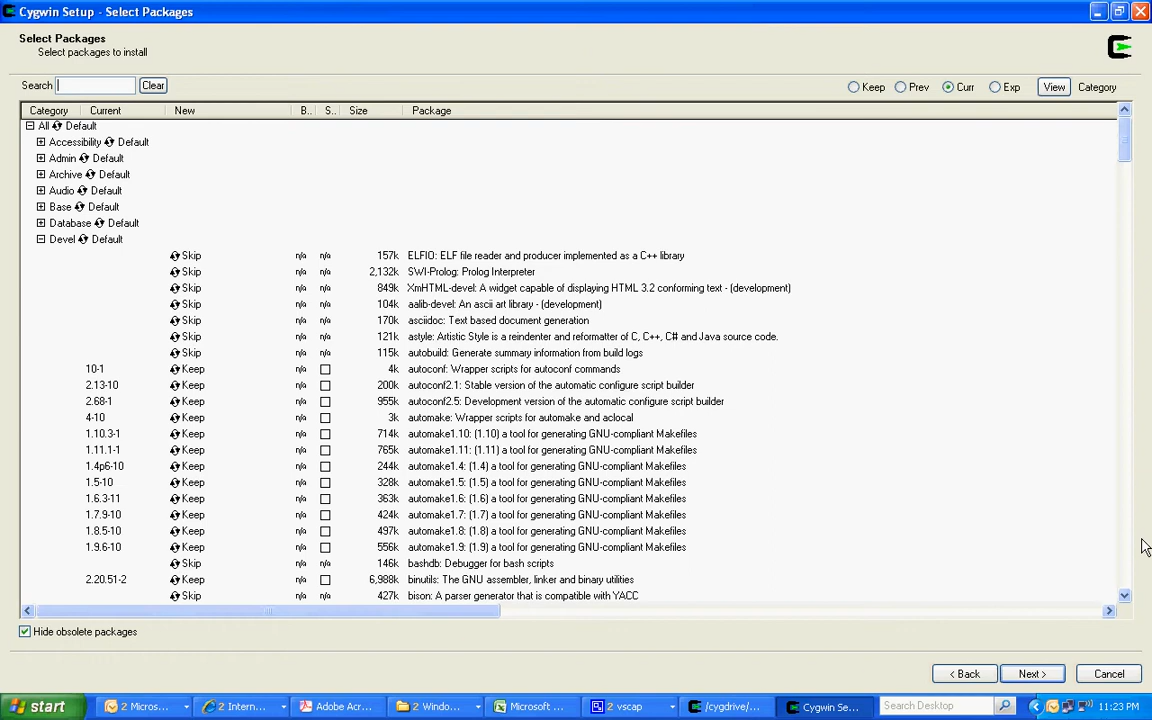 Cygwin Setup - Select Packages
Select Packages
Select packages to install
Search Clear Keep Prev Curr Exp View Category
Category Current New B.. S.. Size Package
All Default
Accessibility Default
Admin Default
Archive Default
Audio Default
Base Default
Database Default
Devel Default
Skip n/a n/a 157k ELFIO: ELF file reader and producer implemented as a C++ library
Skip n/a n/a 2,132k SWI-Prolog: Prolog Interpreter
Skip n/a n/a 849k XmHTML-devel: A widget capable of displaying HTML 3.2 conforming text - (development)
Skip n/a n/a 104k aalib-devel: An ascii art library - (development)
Skip n/a n/a 170k asciidoc: Text based document generation
Skip n/a n/a 121k astyle: Artistic Style is a reindenter and reformatter of C, C++, C# and Java source code.
Skip n/a n/a 115k autobuild: Generate summary information from build logs
10-1 Keep n/a 4k autoconf: Wrapper scripts for autoconf commands
2.13-10 Keep n/a 200k autoconf2.1: Stable version of the automatic configure script builder
2.68-1 Keep n/a 955k autoconf2.5: Development version of the automatic configure script builder
4-10 Keep n/a 3k automake: Wrapper scripts for automake and aclocal
1.10.3-1 Keep n/a 714k automake1.10: (1.10) a tool for generating GNU-compliant Makefiles
1.11.1-1 Keep n/a 765k automake1.11: (1.11) a tool for generating GNU-compliant Makefiles
1.4p6-10 Keep n/a 244k automake1.4: (1.4) a tool for generating GNU-compliant Makefiles
1.5-10 Keep n/a 328k automake1.5: (1.5) a tool for generating GNU-compliant Makefiles
1.6.3-11 Keep n/a 363k automake1.6: (1.6) a tool for generating GNU-compliant Makefiles
1.7.9-10 Keep n/a 424k automake1.7: (1.7) a tool for generating GNU-compliant Makefiles
1.8.5-10 Keep n/a 497k automake1.8: (1.8) a tool for generating GNU-compliant Makefiles
1.9.6-10 Keep n/a 556k automake1.9: (1.9) a tool for generating GNU-compliant Makefiles
Skip n/a n/a 146k bashdb: Debugger for bash scripts
2.20.51-2 Keep n/a 6,988k binutils: The GNU assembler, linker and binary utilities
Skip n/a n/a 427k bison: A parser generator that is compatible with YACC
Hide obsolete packages
< Back Next > Cancel
start 2 Micros... 2 Intern... Adobe Acr... 2 Windo... Microsoft ... 2 vscap /cygdrive/... Cygwin Se... Search Desktop 11:23 PM